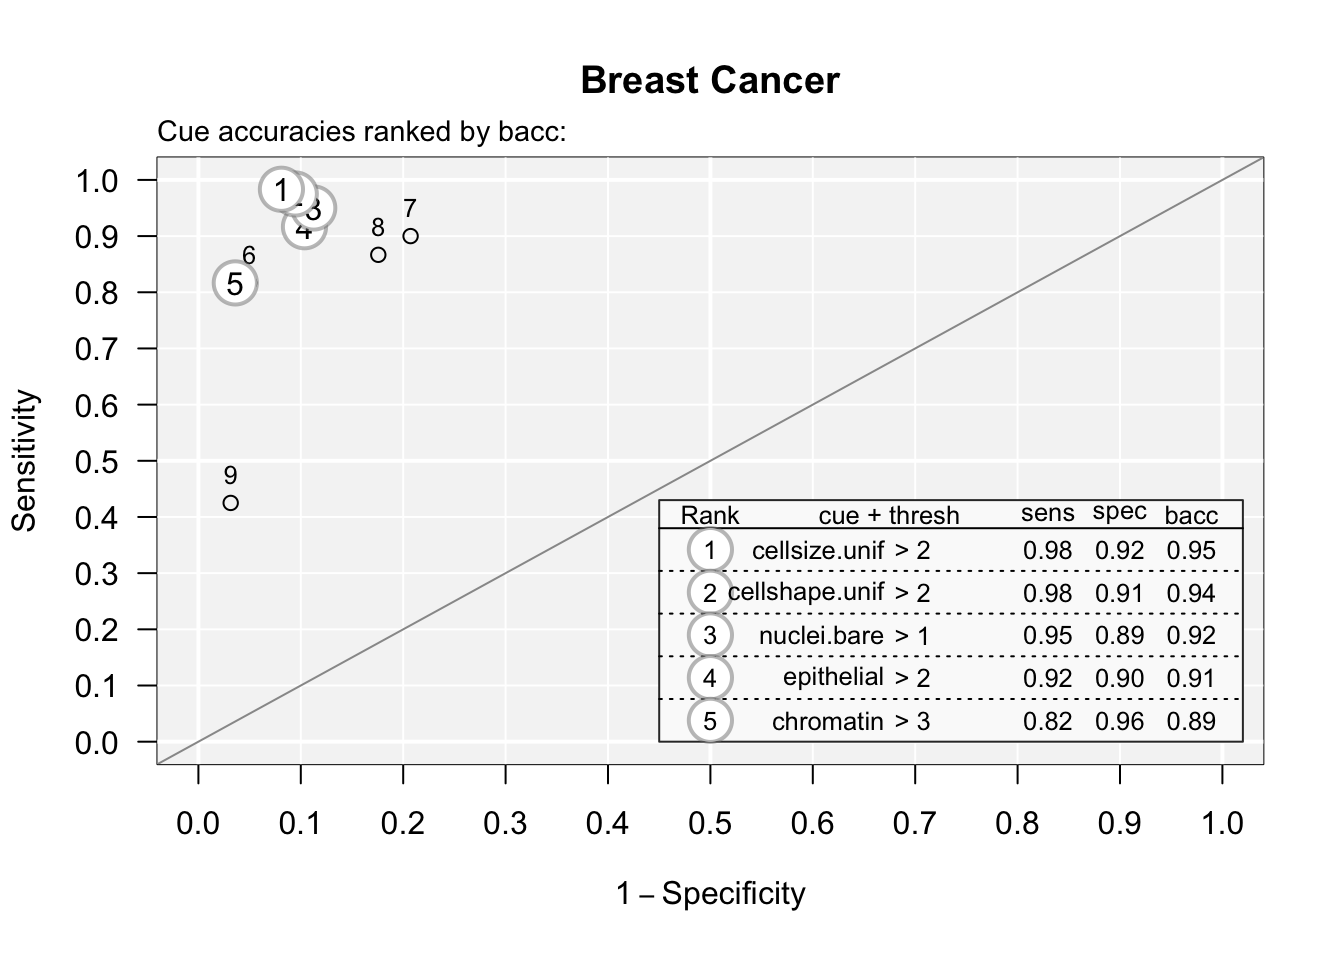 Breast Cancer
Cue accuracies ranked by bacc:
1.0
0.9
0.8
0.7
0.6
0.5
0.4
0.3
0.2
0.1
0.0
Sensitivity
1
3
4
5
6
7
8
9
Rank cue + thresh sens spec bacc
1 cellsize.unif > 2 0.98 0.92 0.95
2 cellshape.unif > 2 0.98 0.91 0.94
3 nuclei.bare > 1 0.95 0.89 0.92
4 epithelial > 2 0.92 0.90 0.91
5 chromatin > 3 0.82 0.96 0.89
0.0 0.1 0.2 0.3 0.4 0.5 0.6 0.7 0.8 0.9 1.0
1 – Specificity